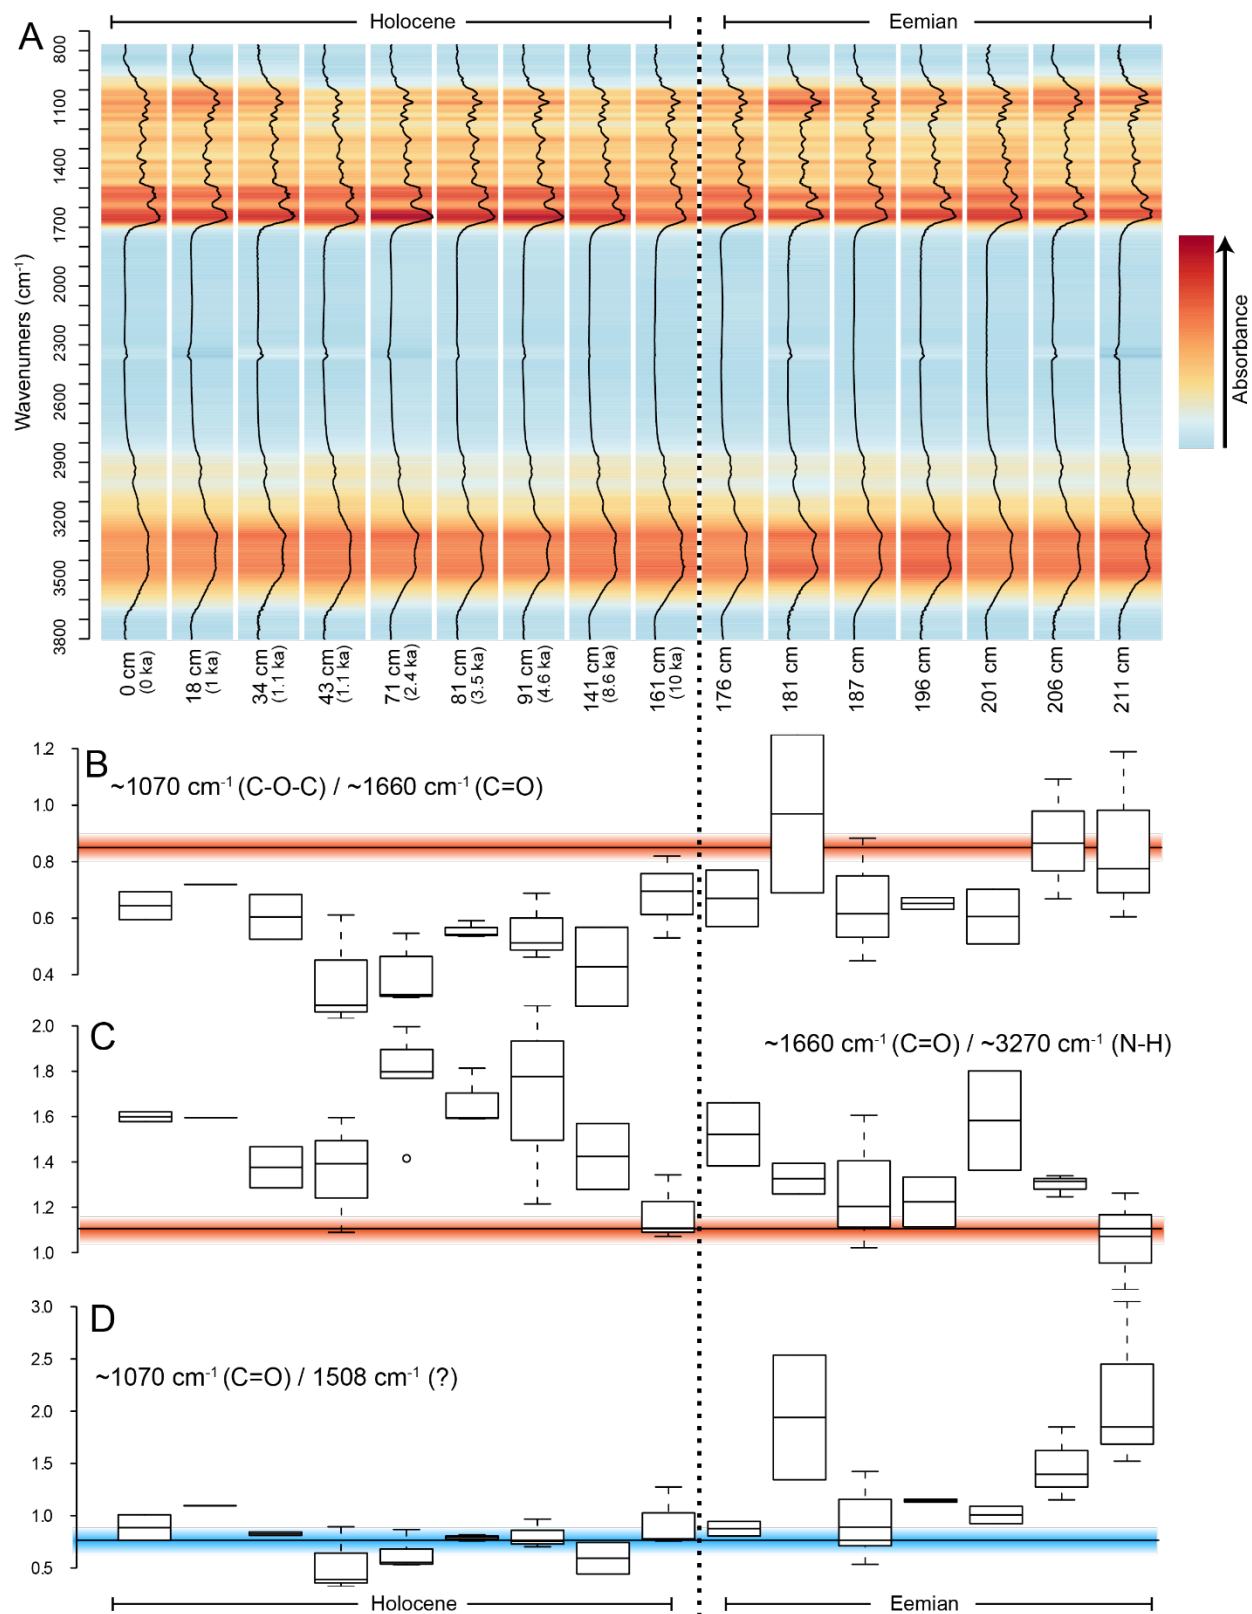 Holocene
Eemian
A
Wavenumers (cm-1)
800
1100
1400
1700
2000
2300
2600
2900
3200
3500
3800
Absorbance
0 cm
(0 ka)
18 cm
(1 ka)
34 cm
(1.1 ka)
43 cm
(1.1 ka)
71 cm
(2.4 ka)
81 cm
(3.5 ka)
91 cm
(4.6 ka)
141 cm
(8.6 ka)
161 cm
(10 ka)
176 cm
181 cm
187 cm
196 cm
201 cm
206 cm
211 cm
B
~1070 cm-1 (C-O-C) / ~1660 cm-1 (C=O)
1.2
1.0
0.8
0.6
0.4
C
~1660 cm-1 (C=O) / ~3270 cm-1 (N-H)
2.0
1.8
1.6
1.4
1.2
1.0
D
~1070 cm-1 (C=O) / 1508 cm-1 (?)
3.0
2.5
2.0
1.5
1.0
0.5
Holocene
Eemian